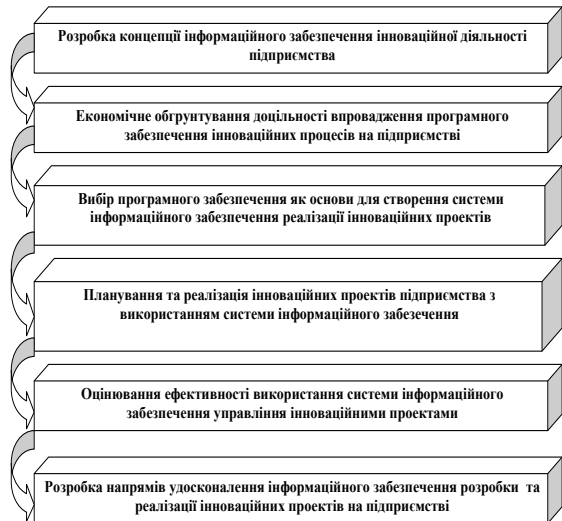 Розробка концепції інформаційного забезпечення інноваційної діяльності
підприємства
Економічне обгрунтування доцільності впровадження програмного
забезпечення інноваційних процесів на підприємстві
Вибір програмного забезпечення як основи для створення системи
інформаційного забезпечення реалізації інноваційних проектів
Планування та реалізація інноваційних проектів підприємства з
використанням системи інформаційного забезечення
Оцінювання ефективності використання системи інформаційного
забезпечення управління інноваційними проектами
Розробка напрямів удосконалення інформаційного забезпечення розробки та
реалізації інноваційних проектів на підприємстві